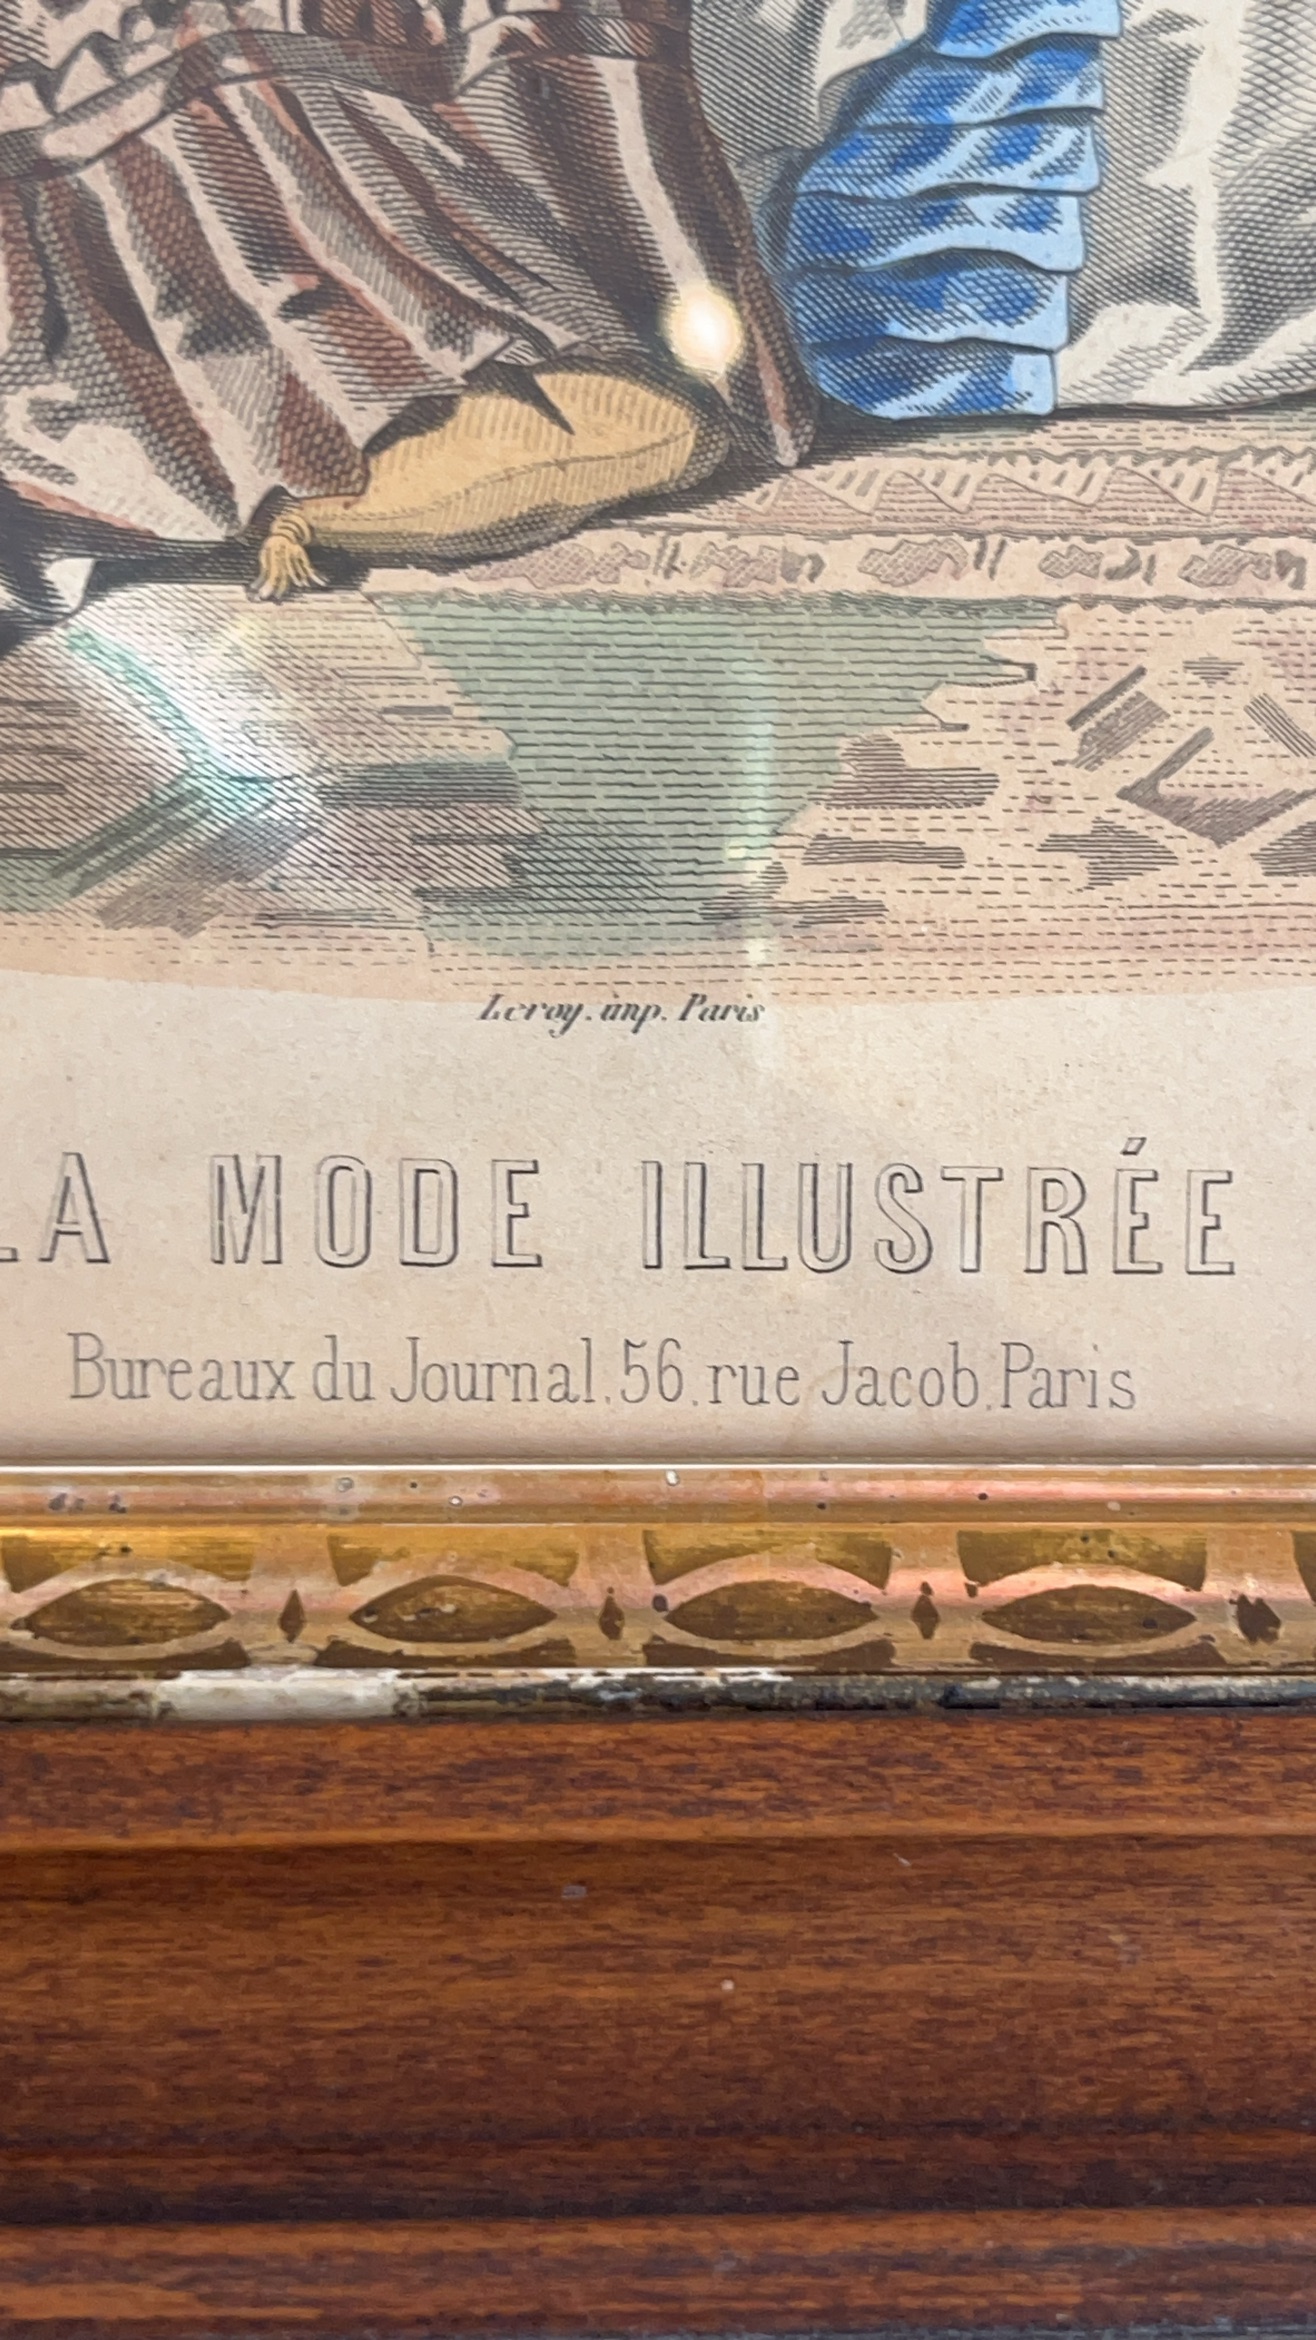 Leroy. imp. Paris
LA MODE ILLUSTRÉE
Bureaux du Journal, 56, rue Jacob, Paris